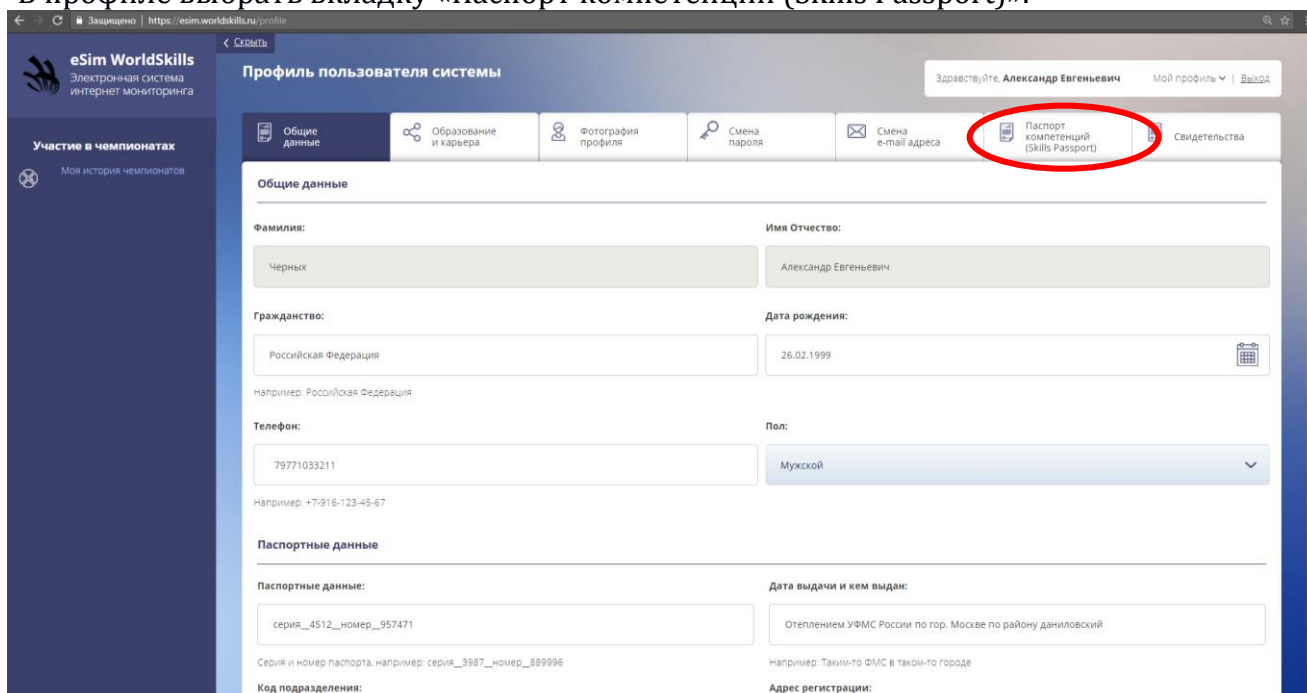 В профиле выбрать вкладку «Паспорт компетенций (Skills Passport)».
Защищено | https://esim.worldskills.ru/profile
Скрыть
eSim WorldSkills
Электронная система
интернет мониторинга
Профиль пользователя системы
Здравствуйте, Александр Евгеньевич Мой профиль | Выход
Участие в чемпионатах
Моя история чемпионатов
Общие
данные
Образование
и карьера
Фотография
профиля
Смена
пароля
Смена
e-mail адреса
Паспорт
компетенций
(Skills Passport)
Свидетельства
Общие данные
Фамилия: Имя Отчество:
Черных Александр Евгеньевич
Гражданство: Дата рождения:
Российская Федерация 26.02.1999
Например: Российская Федерация
Телефон: Пол:
79771033211 Мужской
Например: +7-916-123-45-67
Паспортные данные
Паспортные данные: Дата выдачи и кем выдан:
серия__4512__номер__957471 Отеплением УФМС России по гор. Москве по району даниловский
Серия и номер паспорта, например: серия__3987__номер__889996 Например: Таким-то ФМС в таком-то городе
Код подразделения: Адрес регистрации: